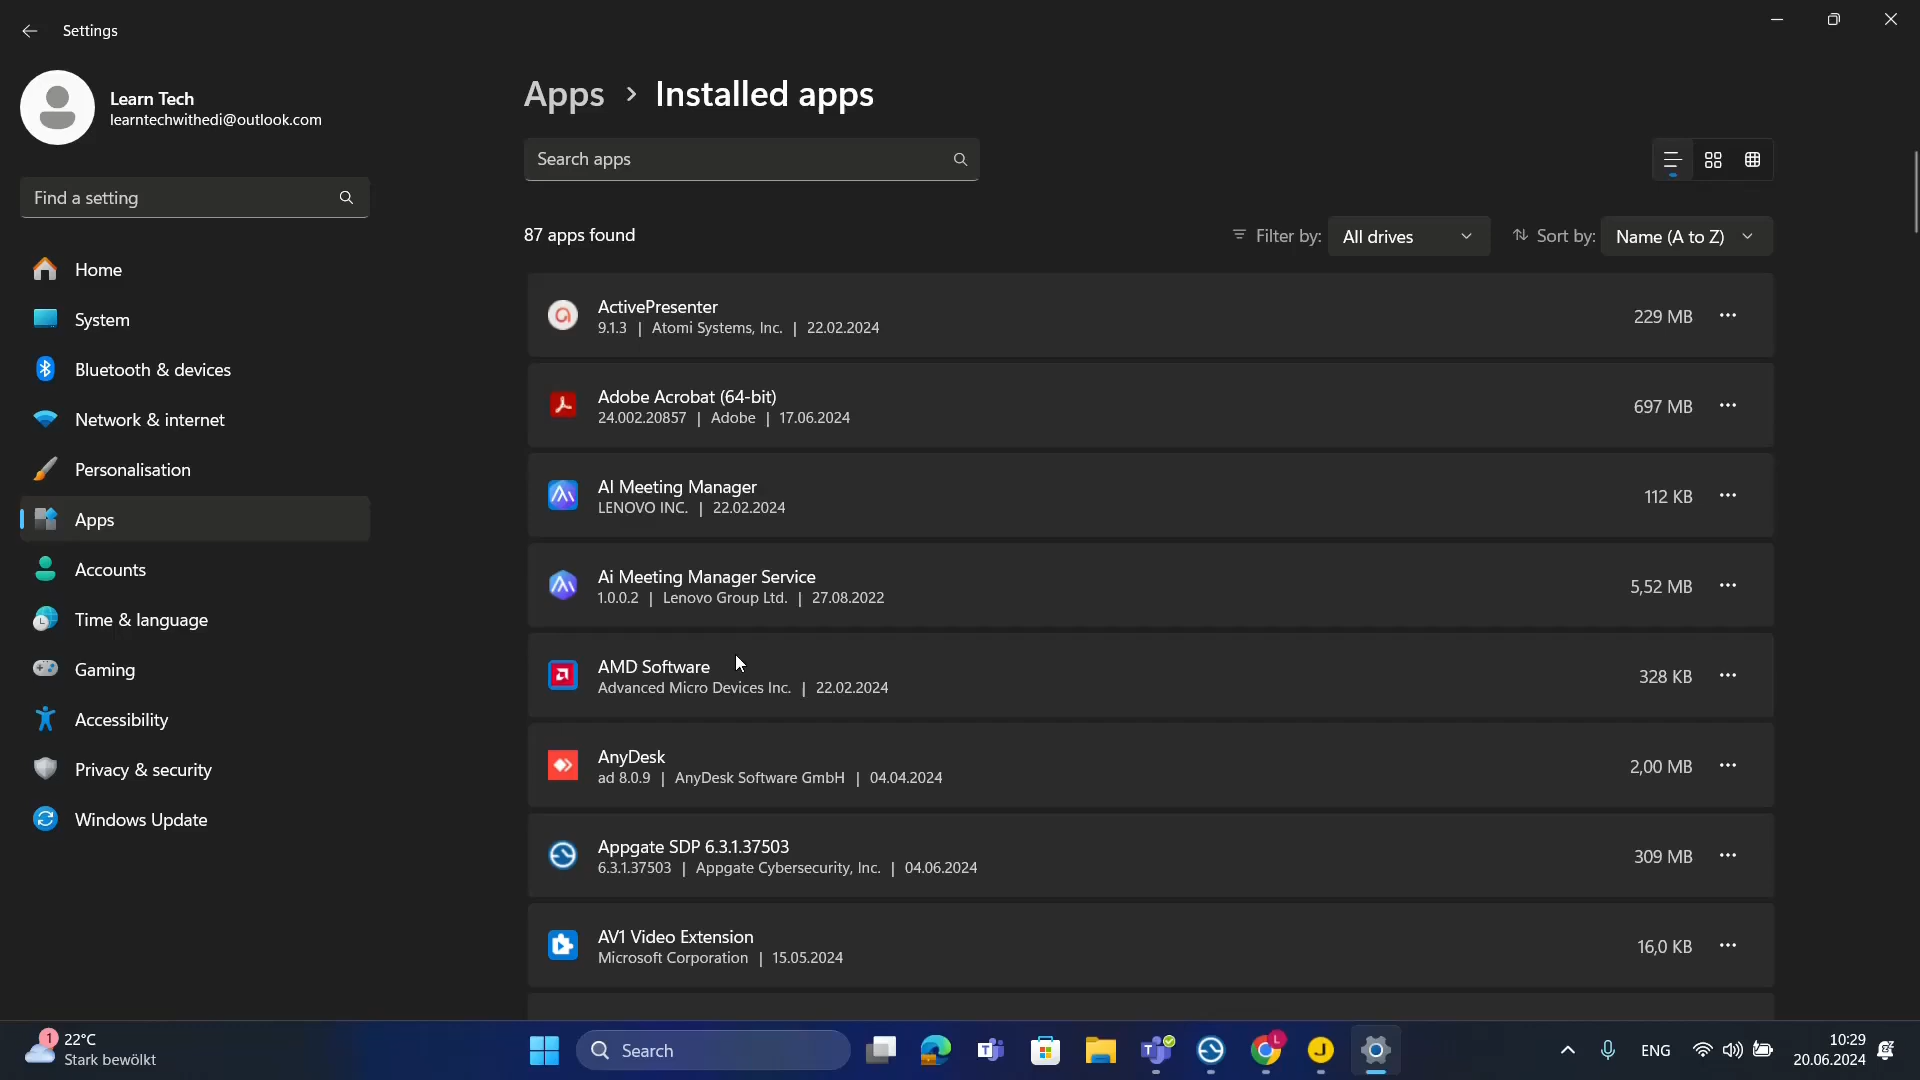 Settings
Learn Tech
learntechwithedi@outlook.com
Find a setting
Home
System
Bluetooth & devices
Network & internet
Personalisation
Apps
Accounts
Time & language
Gaming
Accessibility
Privacy & security
Windows Update
Apps › Installed apps
Search apps
87 apps found
Filter by: All drives
Sort by: Name (A to Z)
ActivePresenter
9.1.3 | Atomi Systems, Inc. | 22.02.2024
229 MB
Adobe Acrobat (64-bit)
24.002.20857 | Adobe | 17.06.2024
697 MB
AI Meeting Manager
LENOVO INC. | 22.02.2024
112 KB
Ai Meeting Manager Service
1.0.0.2 | Lenovo Group Ltd. | 27.08.2022
5,52 MB
AMD Software
Advanced Micro Devices Inc. | 22.02.2024
328 KB
AnyDesk
ad 8.0.9 | AnyDesk Software GmbH | 04.04.2024
2,00 MB
Appgate SDP 6.3.1.37503
6.3.1.37503 | Appgate Cybersecurity, Inc. | 04.06.2024
309 MB
AV1 Video Extension
Microsoft Corporation | 15.05.2024
16,0 KB
1
22°C
Stark bewölkt
Search
L
J
ENG
10:29
20.06.2024